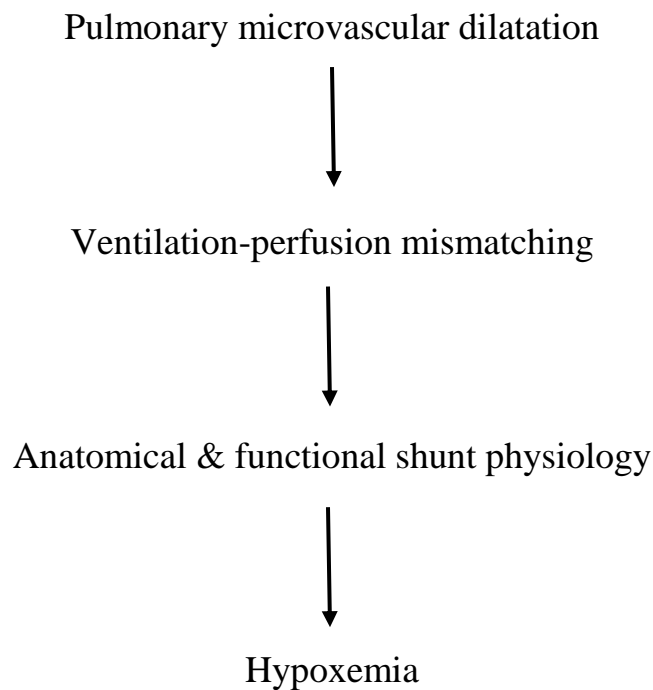 Pulmonary microvascular dilatation
Ventilation-perfusion mismatching
Anatomical & functional shunt physiology
Hypoxemia